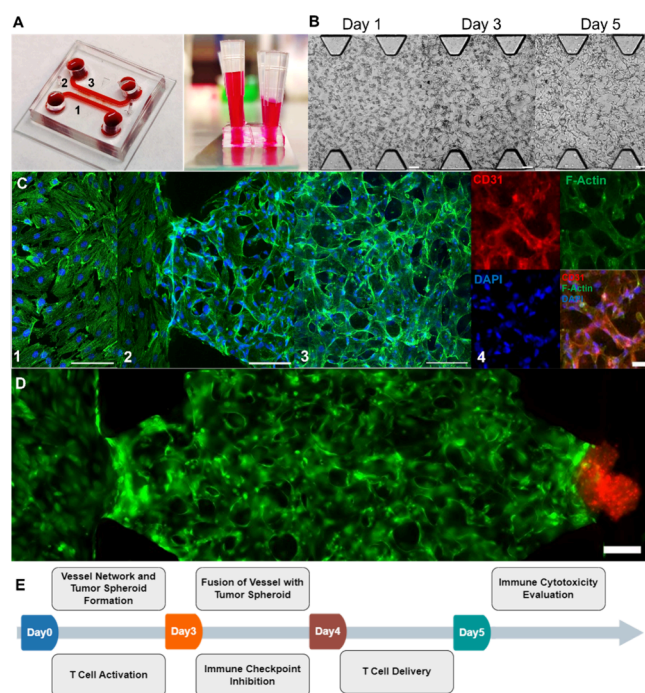 A
2
3
1
B
Day 1
Day 3
Day 5
C
1
2
3
CD31
F-Actin
DAPI
CD31
F-Actin
DAPI
4
D
E
Vessel Network and
Tumor Spheroid
Formation
Fusion of Vessel with
Tumor Spheroid
Immune Cytotoxicity
Evaluation
Day0
Day3
Day4
Day5
T Cell Activation
Immune Checkpoint
Inhibition
T Cell Delivery